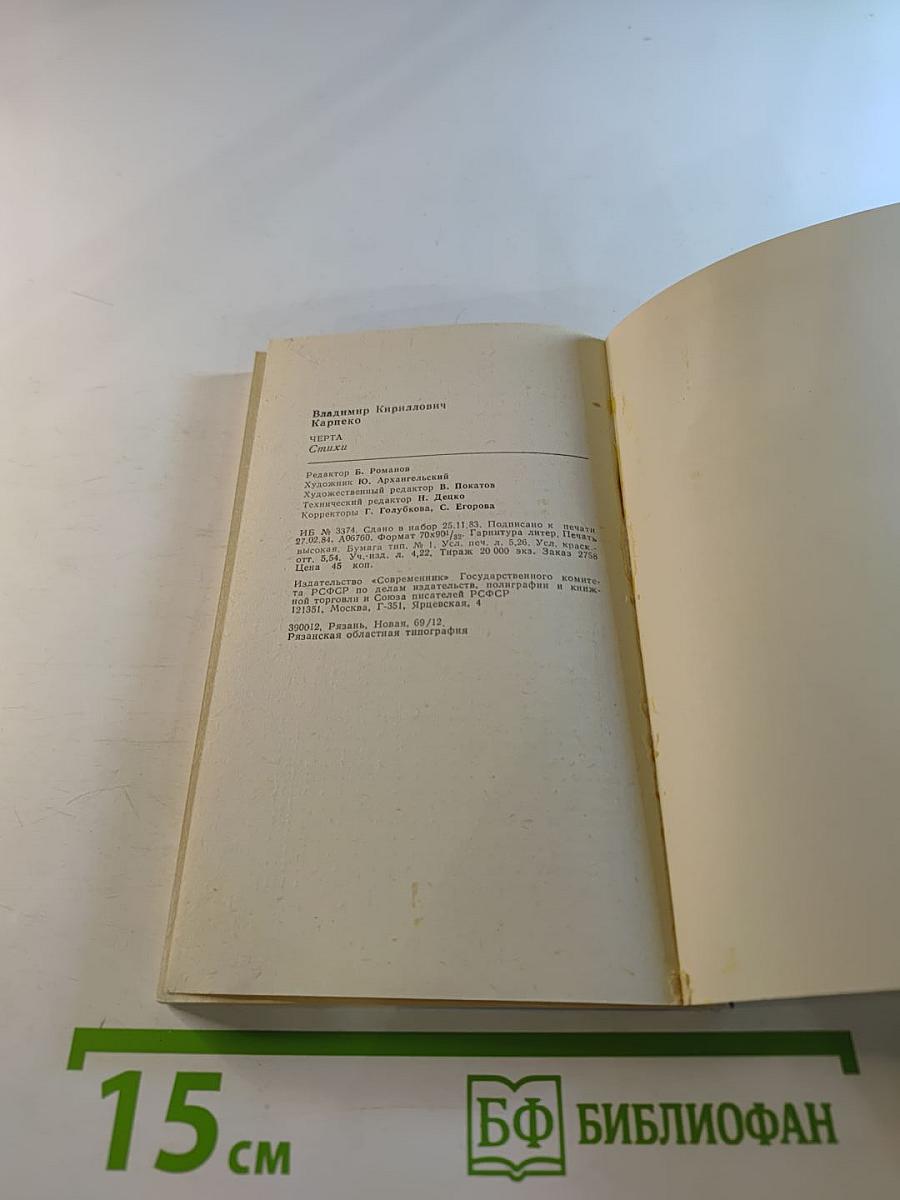 Владимир Кириллович
Карпеко
ЧЕРТА
Стихи
Редактор Б. Романов
Художник Ю. Архангельский
Художественный редактор В. Покатов
Технический редактор Н. Децко
Корректоры Г. Голубкова, С. Егорова
ИБ № 3374. Сдано в набор 25.11.83. Подписано к печати
27.02.84. А06760. Формат 70×90¹/₃₂. Гарнитура литер. Печать
высокая. Бумага тип. № 1. Усл. печ. л. 5,26. Усл. краск.-
отт. 5,54. Уч.-изд. л. 4,22. Тираж 20 000 экз. Заказ 2758
Цена 45 коп.
Издательство «Современник» Государственного комите-
та РСФСР по делам издательств, полиграфии и книж-
ной торговли и Союза писателей РСФСР
121351, Москва, Г-351, Ярцевская, 4
390012, Рязань, Новая, 69/12,
Рязанская областная типография
15 см
БФ БИБЛИОФАН